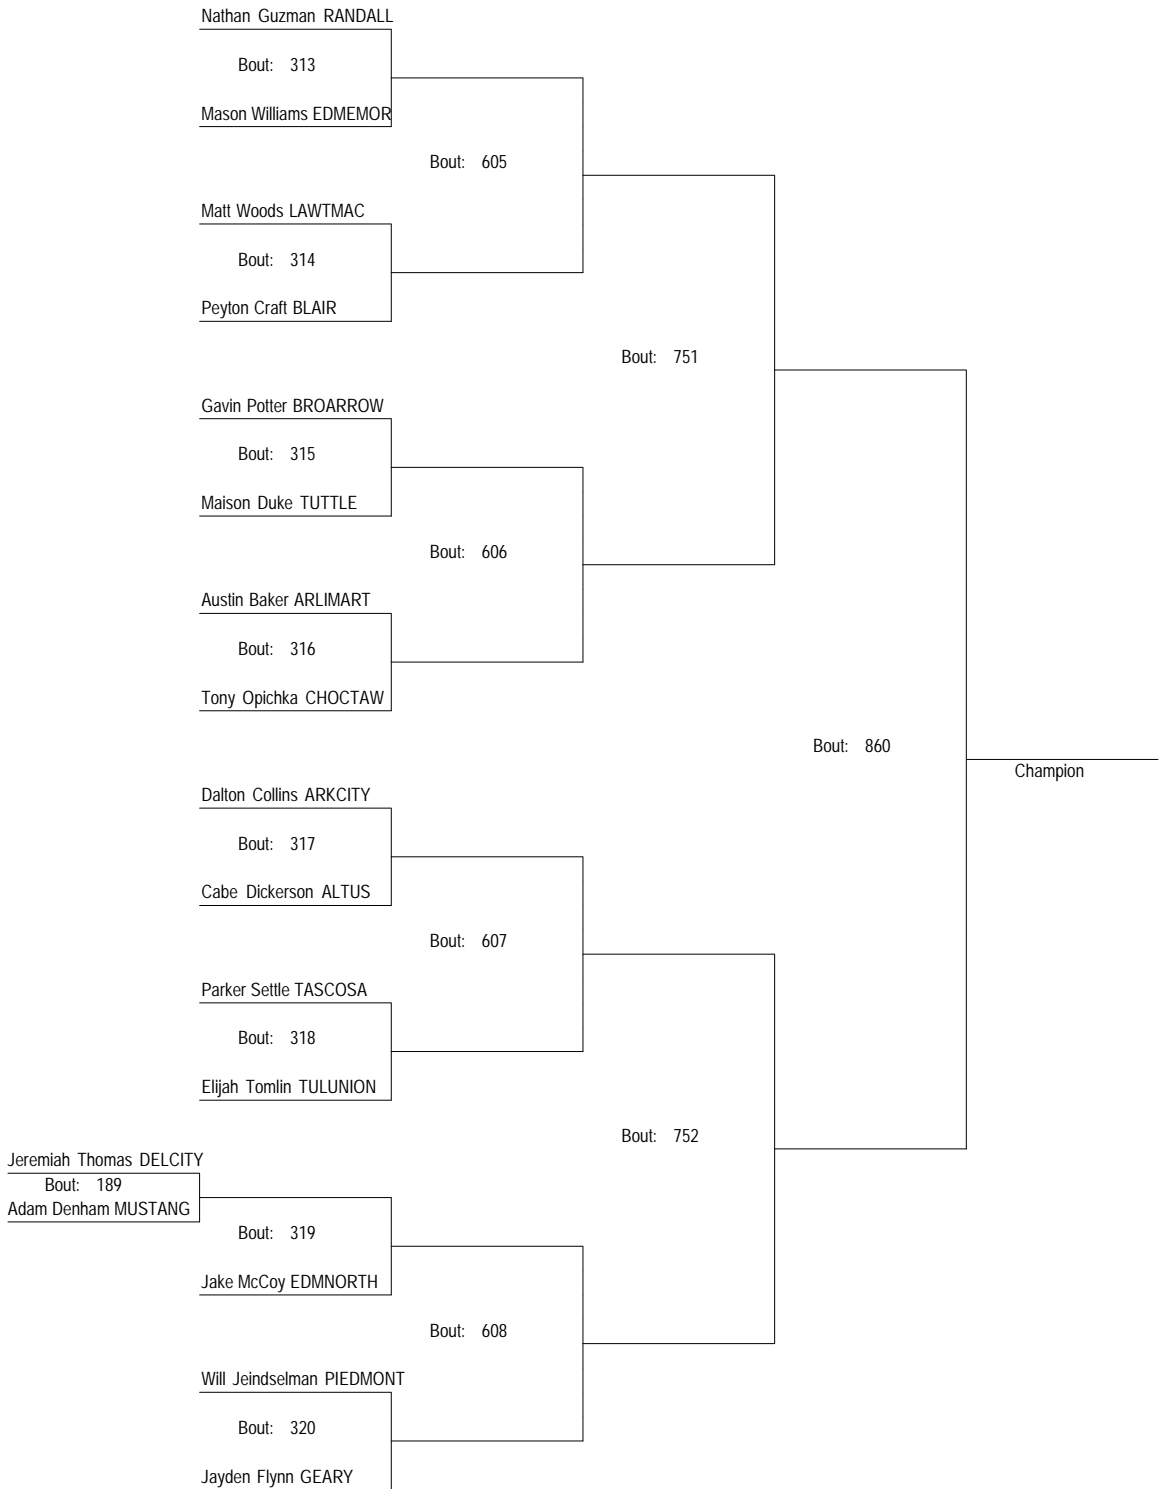 Nathan Guzman RANDALL
Bout: 313
Mason Williams EDMEMOR
Bout: 605
Matt Woods LAWTMAC
Bout: 314
Peyton Craft BLAIR
Bout: 751
Gavin Potter BROARROW
Bout: 315
Maison Duke TUTTLE
Bout: 606
Austin Baker ARLIMART
Bout: 316
Tony Opichka CHOCTAW
Bout: 860
Champion
Dalton Collins ARKCITY
Bout: 317
Cabe Dickerson ALTUS
Bout: 607
Parker Settle TASCOSA
Bout: 318
Elijah Tomlin TULUNION
Bout: 752
Jeremiah Thomas DELCITY
Bout: 189
Adam Denham MUSTANG
Bout: 319
Jake McCoy EDMNORTH
Bout: 608
Will Jeindselman PIEDMONT
Bout: 320
Jayden Flynn GEARY